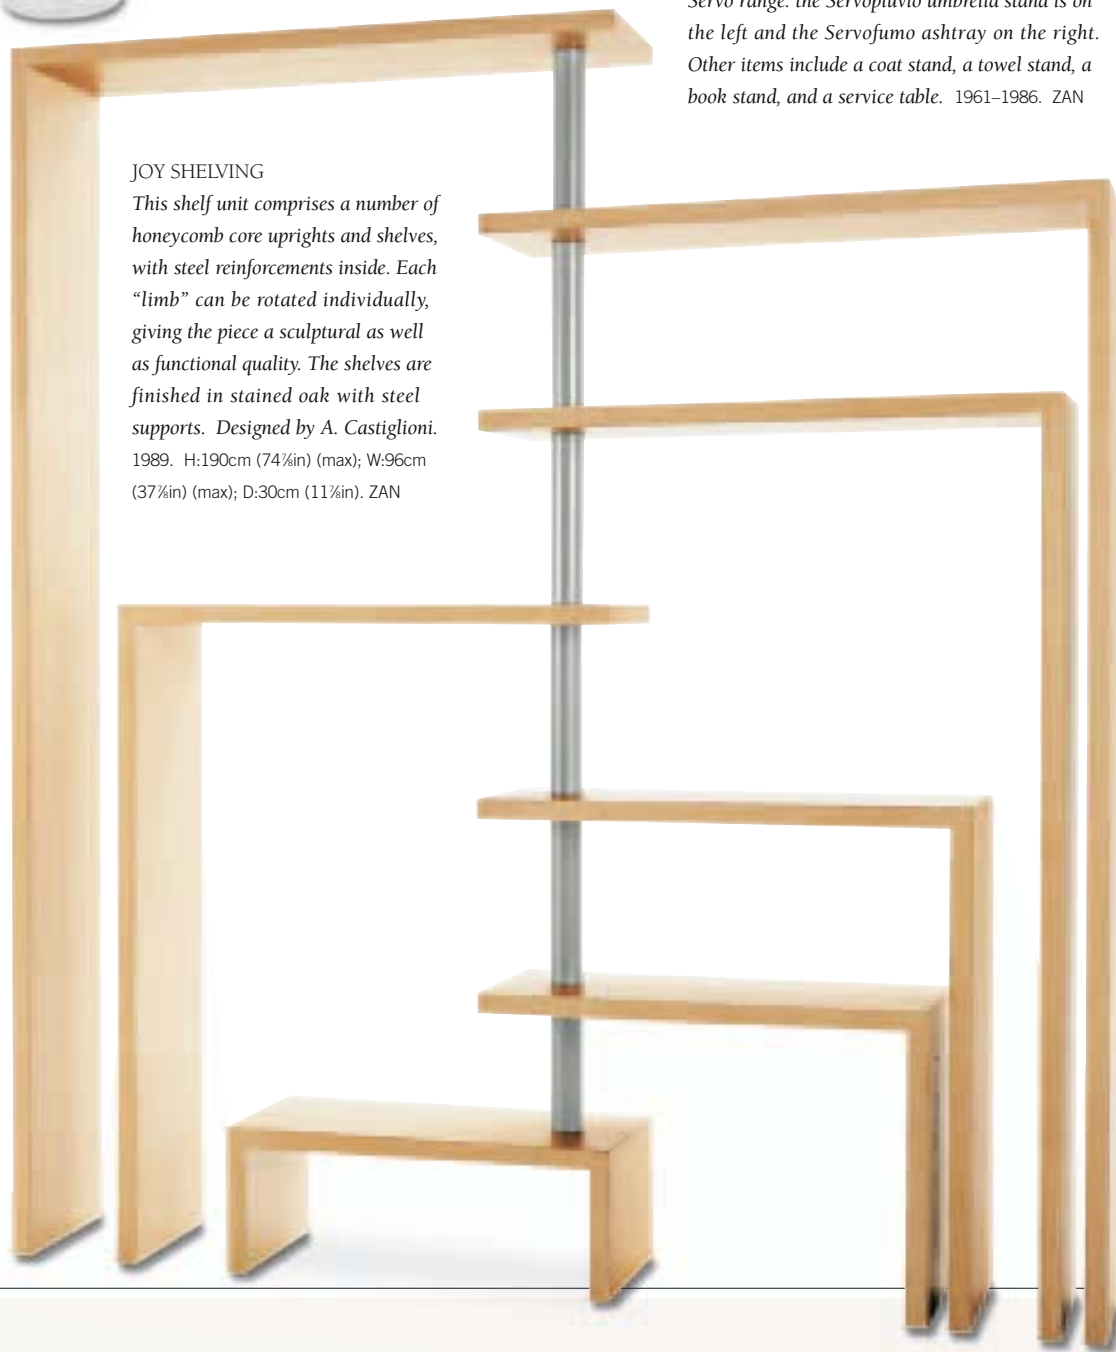 Servo range: the Servopluvio umbrella stand is on
the left and the Servofumo ashtray on the right.
Other items include a coat stand, a towel stand, a
book stand, and a service table. 1961–1986. ZAN
JOY SHELVING
This shelf unit comprises a number of
honeycomb core uprights and shelves,
with steel reinforcements inside. Each
“limb” can be rotated individually,
giving the piece a sculptural as well
as functional quality. The shelves are
finished in stained oak with steel
supports. Designed by A. Castiglioni.
1989. H:190cm (74⅞in) (max); W:96cm
(37⅞in) (max); D:30cm (11⅞in). ZAN